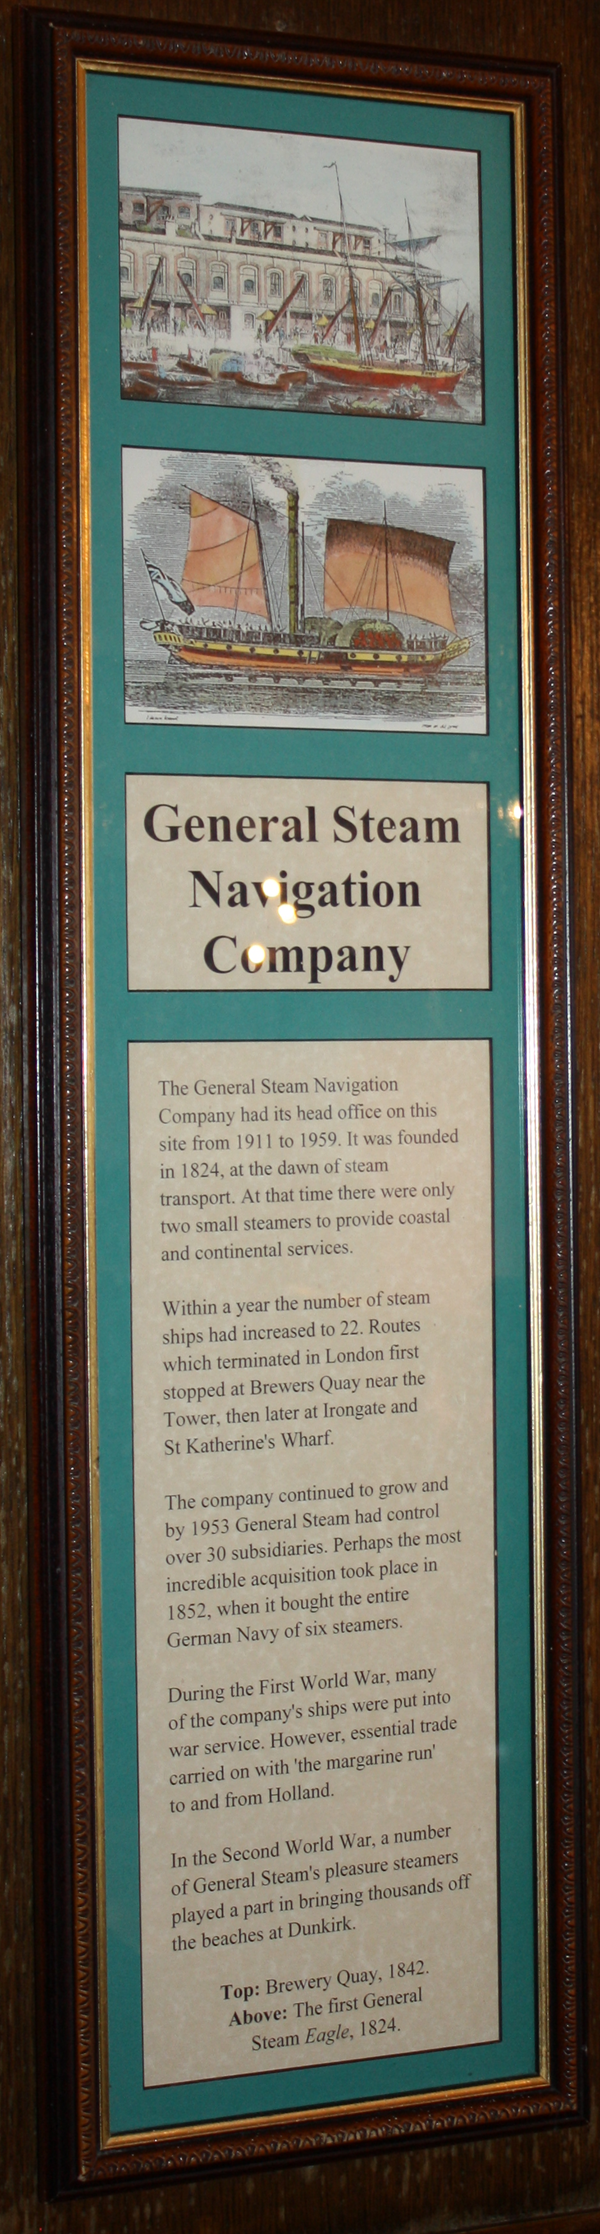 General Steam
Navigation
Company
The General Steam Navigation
Company had its head office on this
site from 1911 to 1959. It was founded
in 1824, at the dawn of steam
transport. At that time there were only
two small steamers to provide coastal
and continental services.
Within a year the number of steam
ships had increased to 22. Routes
which terminated in London first
stopped at Brewers Quay near the
Tower, then later at Irongate and
St Katherine's Wharf.
The company continued to grow and
by 1953 General Steam had control
over 30 subsidiaries. Perhaps the most
incredible acquisition took place in
1852, when it bought the entire
German Navy of six steamers.
During the First World War, many
of the company's ships were put into
war service. However, essential trade
carried on with 'the margarine run'
to and from Holland.
In the Second World War, a number
of General Steam's pleasure steamers
played a part in bringing thousands off
the beaches at Dunkirk.
Top: Brewery Quay, 1842.
Above: The first General
Steam Eagle, 1824.